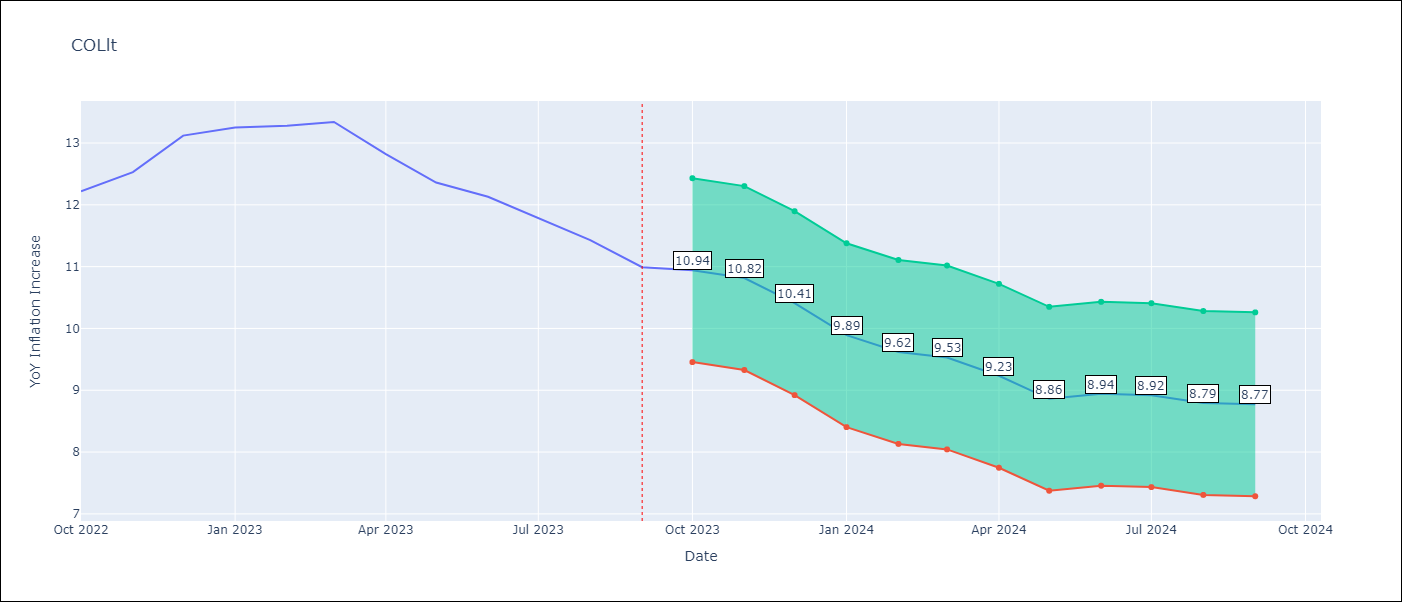 COLlt
YoY Inflation Increase
13
12
11
10
9
8
7
10.94
10.82
10.41
9.89
9.62
9.53
9.23
8.86
8.94
8.92
8.79
8.77
Oct 2022
Jan 2023
Apr 2023
Jul 2023
Oct 2023
Jan 2024
Apr 2024
Jul 2024
Oct 2024
Date